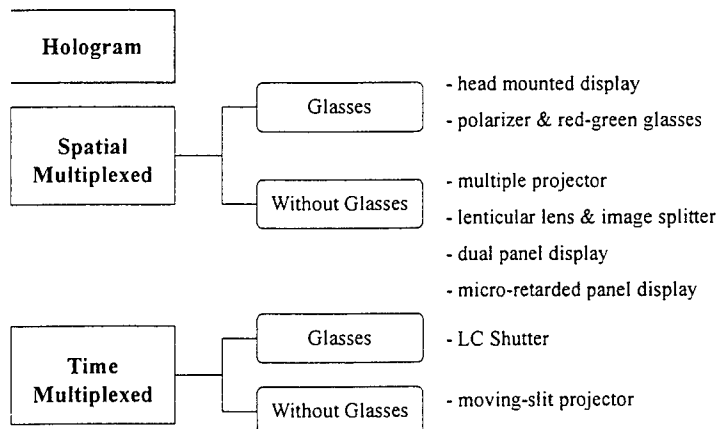 Hologram
Spatial
Multiplexed
Glasses
- head mounted display
- polarizer & red-green glasses
Without Glasses
- multiple projector
- lenticular lens & image splitter
- dual panel display
- micro-retarded panel display
Time
Multiplexed
Glasses
- LC Shutter
Without Glasses
- moving-slit projector